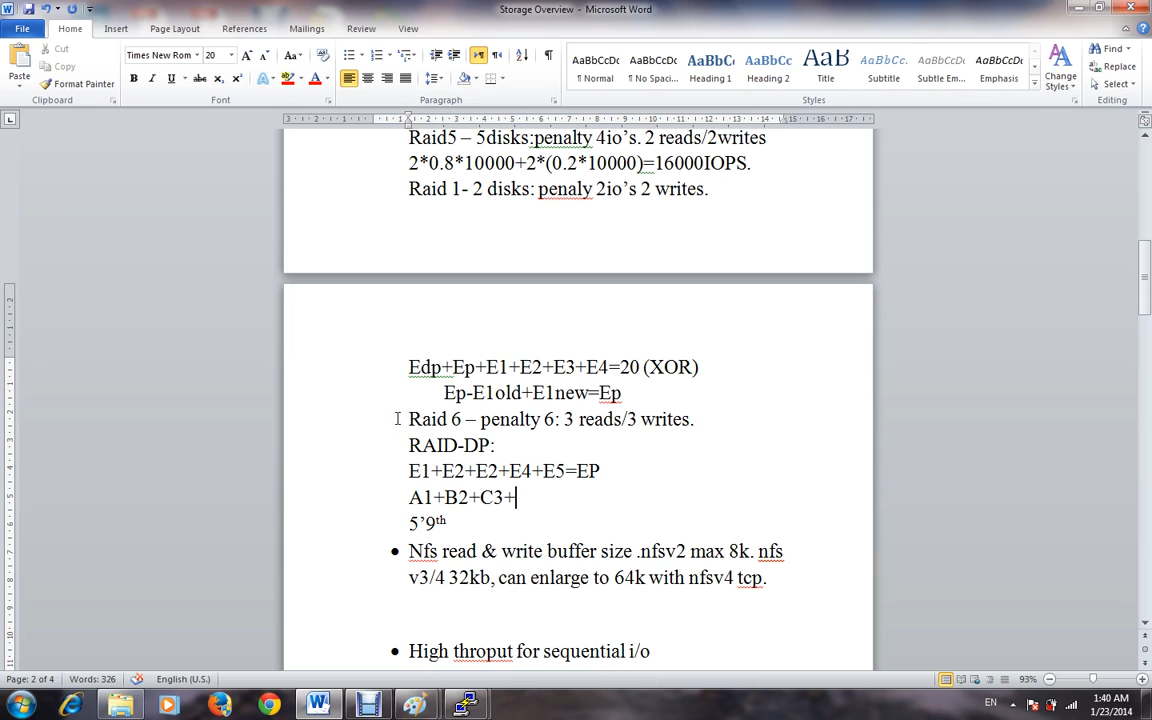 Storage Overview - Microsoft Word
File Home Insert Page Layout References Mailings Review View
Paste
Cut
Copy
Format Painter
Clipboard
Times New Rom 20
Font
Paragraph
AaBbCcDc AaBbCcDc AaBbCc AaBbCc AaB AaBbCc. AaBbCcDc AaBbCcDc
¶ Normal ¶ No Spaci... Heading 1 Heading 2 Title Subtitle Subtle Em... Emphasis
Styles
Change Styles
Find
Replace
Select
Editing
Raid5 – 5disks:penalty 4io’s. 2 reads/2writes
2*0.8*10000+2*(0.2*10000)=16000IOPS.
Raid 1- 2 disks: penaly 2io’s 2 writes.
Edp+Ep+E1+E2+E3+E4=20 (XOR)
Ep-E1old+E1new=Ep
Raid 6 – penalty 6: 3 reads/3 writes.
RAID-DP:
E1+E2+E2+E4+E5=EP
A1+B2+C3+
5’9th
• Nfs read & write buffer size .nfsv2 max 8k. nfs
v3/4 32kb, can enlarge to 64k with nfsv4 tcp.
• High throput for sequential i/o
Page: 2 of 4 Words: 326 English (U.S.) 93%
EN 1:40 AM
1/23/2014